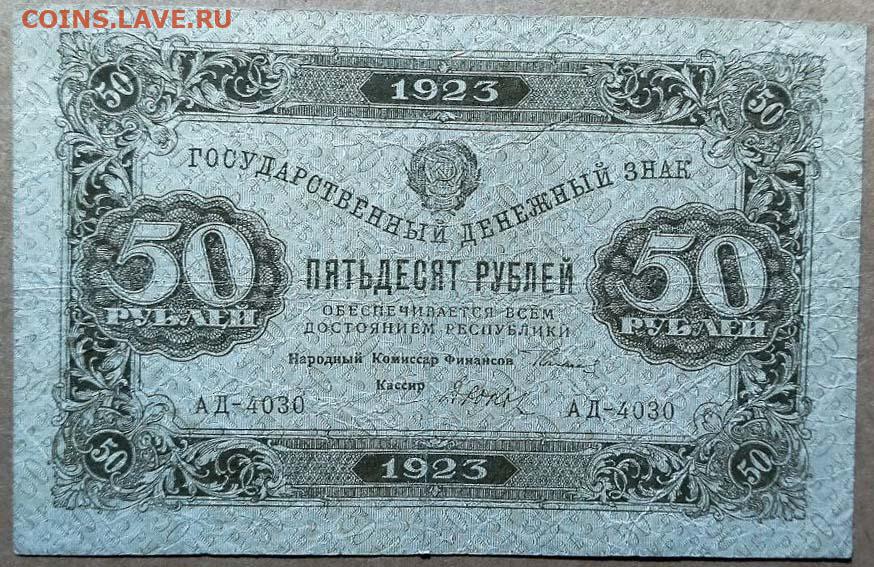 COINS.LAVE.RU
50 1923 50
ГОСУДАРСТВЕННЫЙ ДЕНЕЖНЫЙ ЗНАК
50 РУБЛЕЙ
ПЯТЬДЕСЯТ РУБЛЕЙ
50 РУБЛЕЙ
ОБЕСПЕЧИВАЕТСЯ ВСЕМ
ДОСТОЯНИЕМ РЕСПУБЛИКИ
Народный Комиссар Финансов
Кассир
АД-4030 АД-4030
50 1923 50